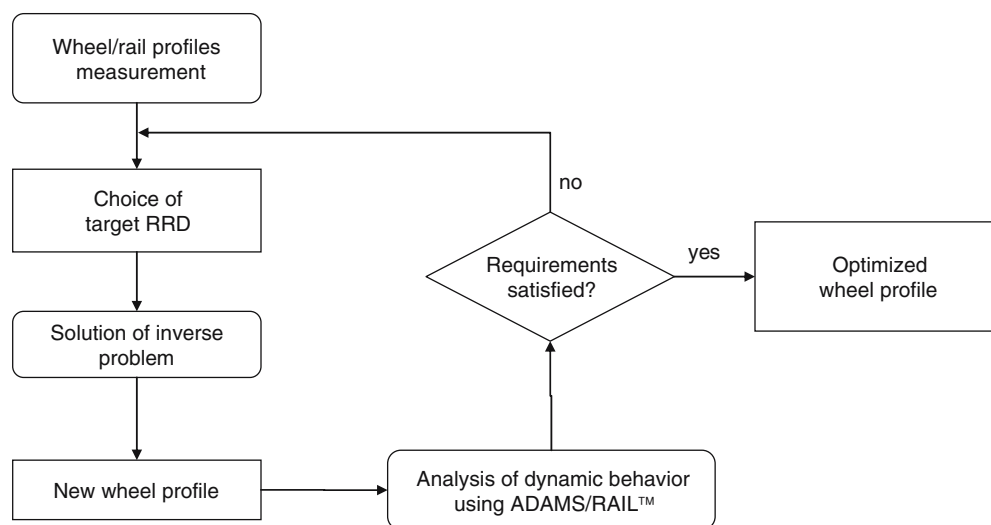 Wheel/rail profiles
measurement
Choice of
target RRD
Solution of inverse
problem
New wheel profile
Analysis of dynamic behavior
using ADAMS/RAIL™
Requirements
satisfied?
no
yes
Optimized
wheel profile